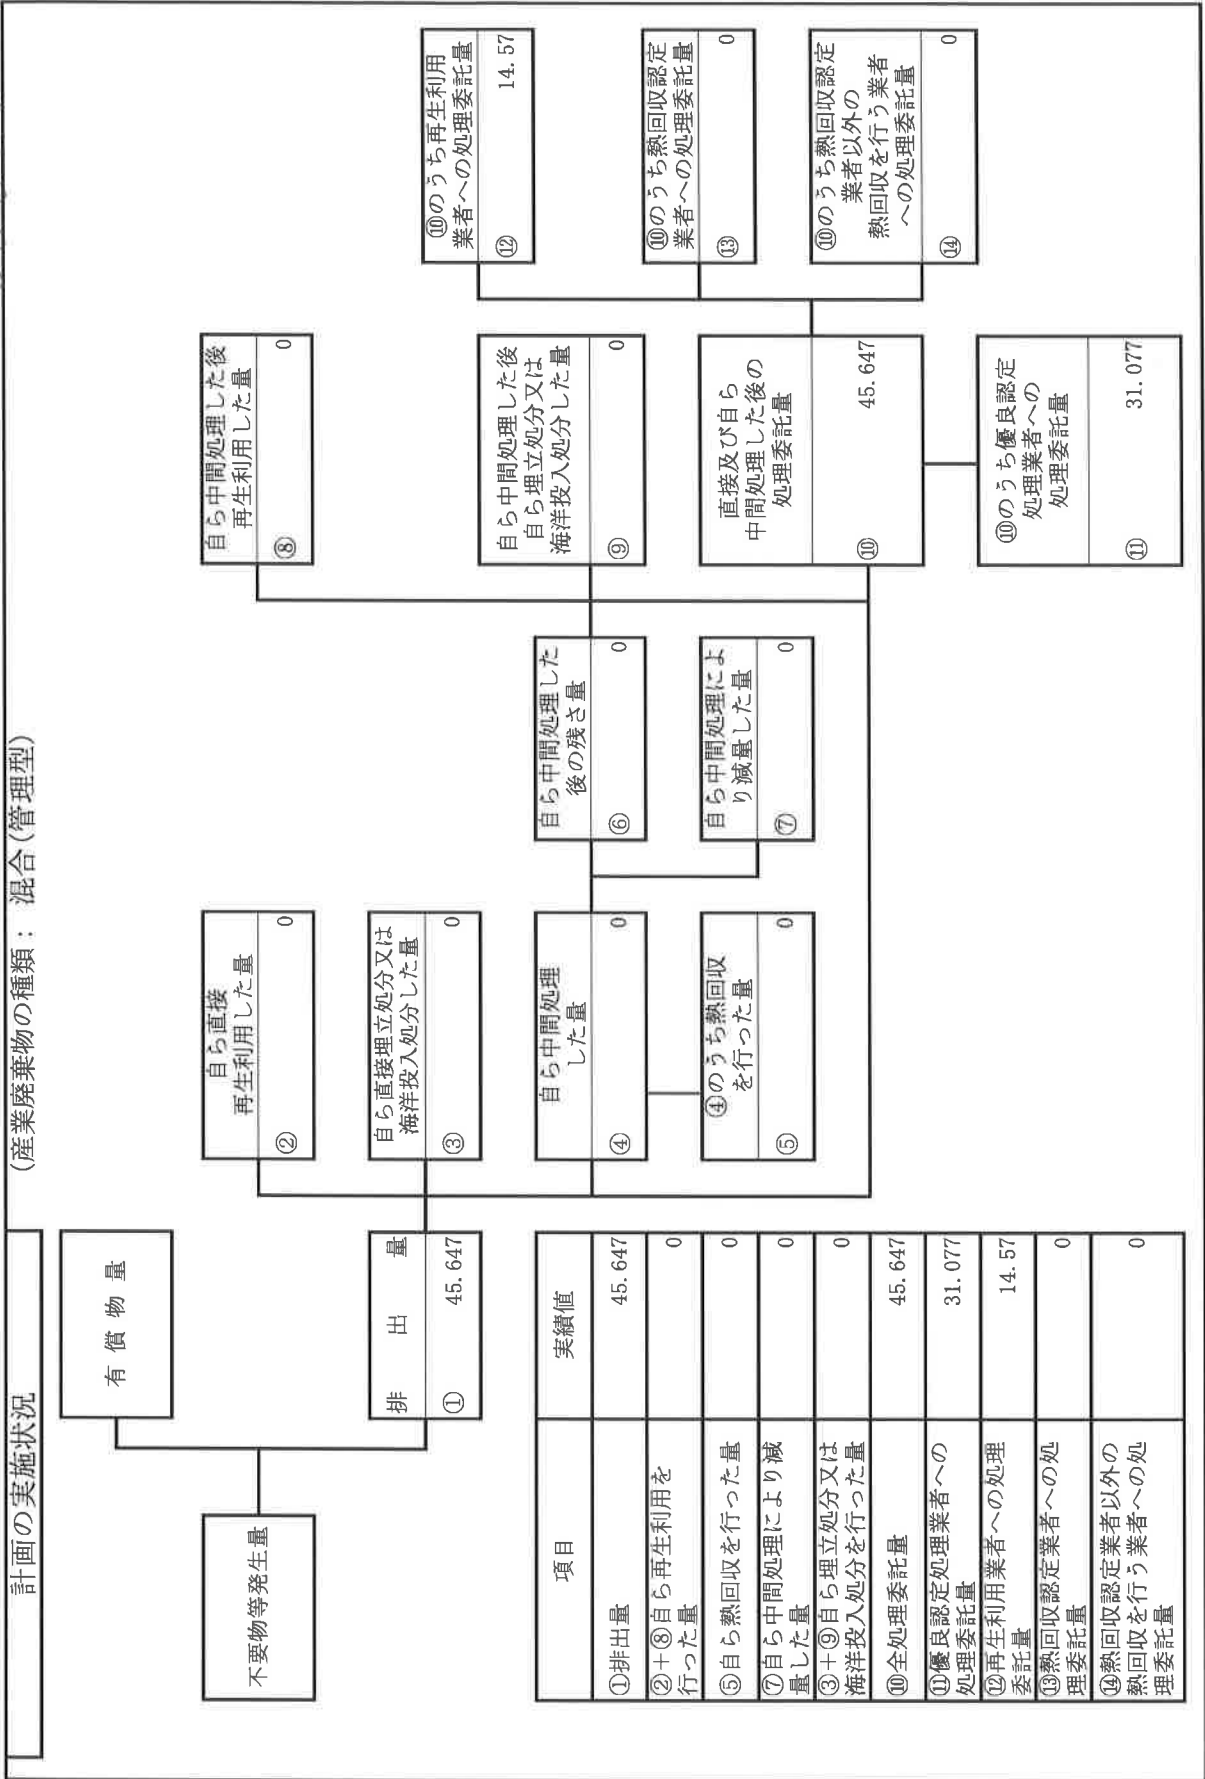 計画の実施状況
(産業廃棄物の種類： 混合(管理型)
有償物量
不要物等発生量
排出量
① 45.647
自ら直接
再生利用した量
② 0
自ら直接埋立処分又は
海洋投入処分した量
③ 0
自ら中間処理
した量
④ 0
④のうち熱回収
を行った量
⑤ 0
自ら中間処理した
後の残さ量
⑥ 0
自ら中間処理によ
り減量した量
⑦ 0
自ら中間処理した後
再生利用した量
⑧ 0
自ら中間処理した後
自ら埋立処分又は
海洋投入処分した量
⑨ 0
直接及び自ら
中間処理した後の
処理委託量
⑩ 45.647
⑩のうち優良認定
処理業者への
処理委託量
⑪ 31.077
⑩のうち再生利用
業者への処理委託量
⑫ 14.57
⑩のうち熱回収認定
業者への処理委託量
⑬ 0
⑩のうち熱回収認定
業者以外の
熱回収を行う業者
への処理委託量
⑭ 0
項目 実績値
①排出量 45.647
②＋⑧自ら再生利用を
行った量 0
⑤自ら熱回収を行った量 0
⑦自ら中間処理により減
量した量 0
③＋⑨自ら埋立処分又は
海洋投入処分を行った量 0
⑩全処理委託量 45.647
⑪優良認定処理業者への
処理委託量 31.077
⑫再生利用業者への処理
委託量 14.57
⑬熱回収認定業者への処
理委託量 0
⑭熱回収認定業者以外の
熱回収を行う業者への処
理委託量 0